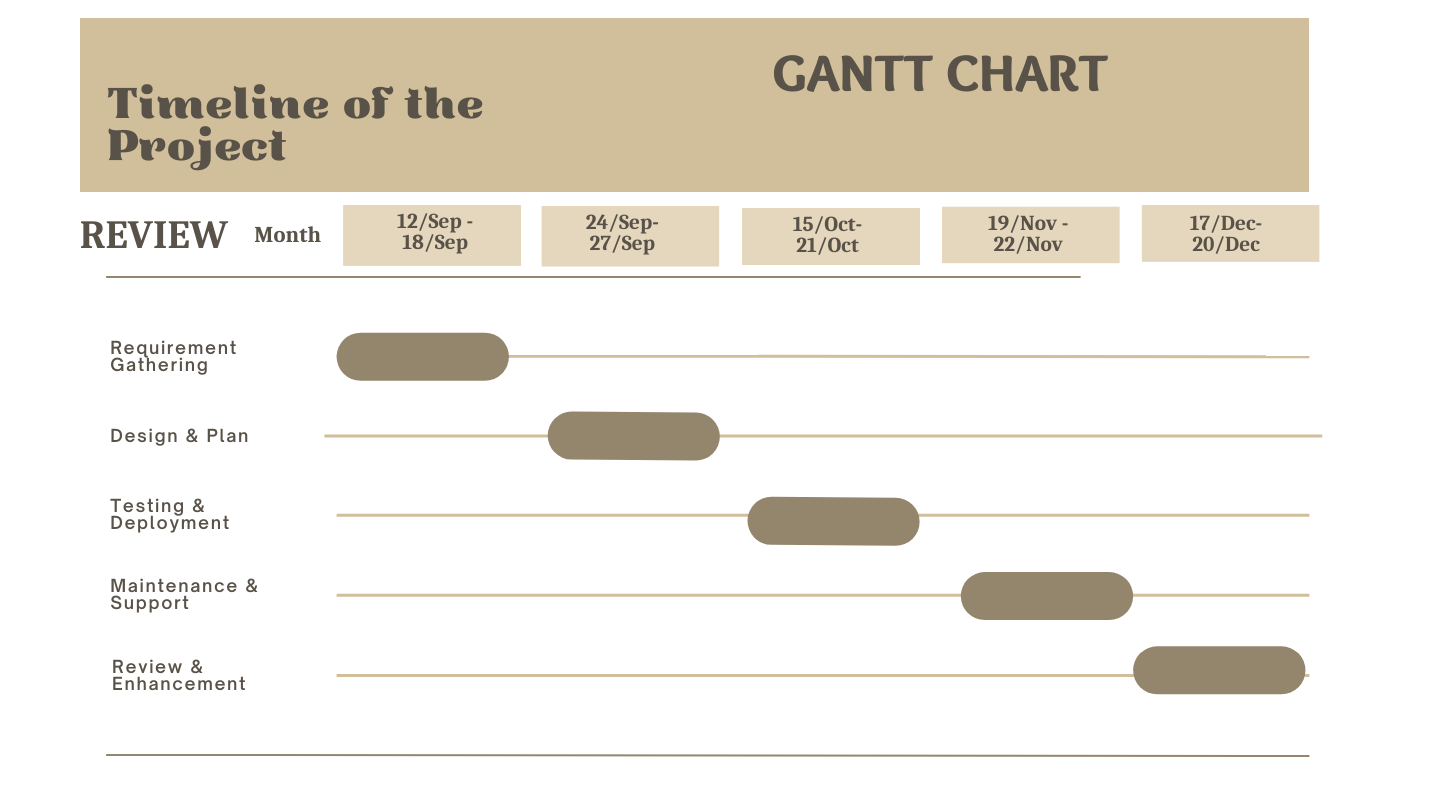 GANTT CHART
Timeline of the
Project
REVIEW
Month
12/Sep -
18/Sep
24/Sep-
27/Sep
15/Oct-
21/Oct
19/Nov -
22/Nov
17/Dec-
20/Dec
Requirement
Gathering
Design & Plan
Testing &
Deployment
Maintenance &
Support
Review &
Enhancement